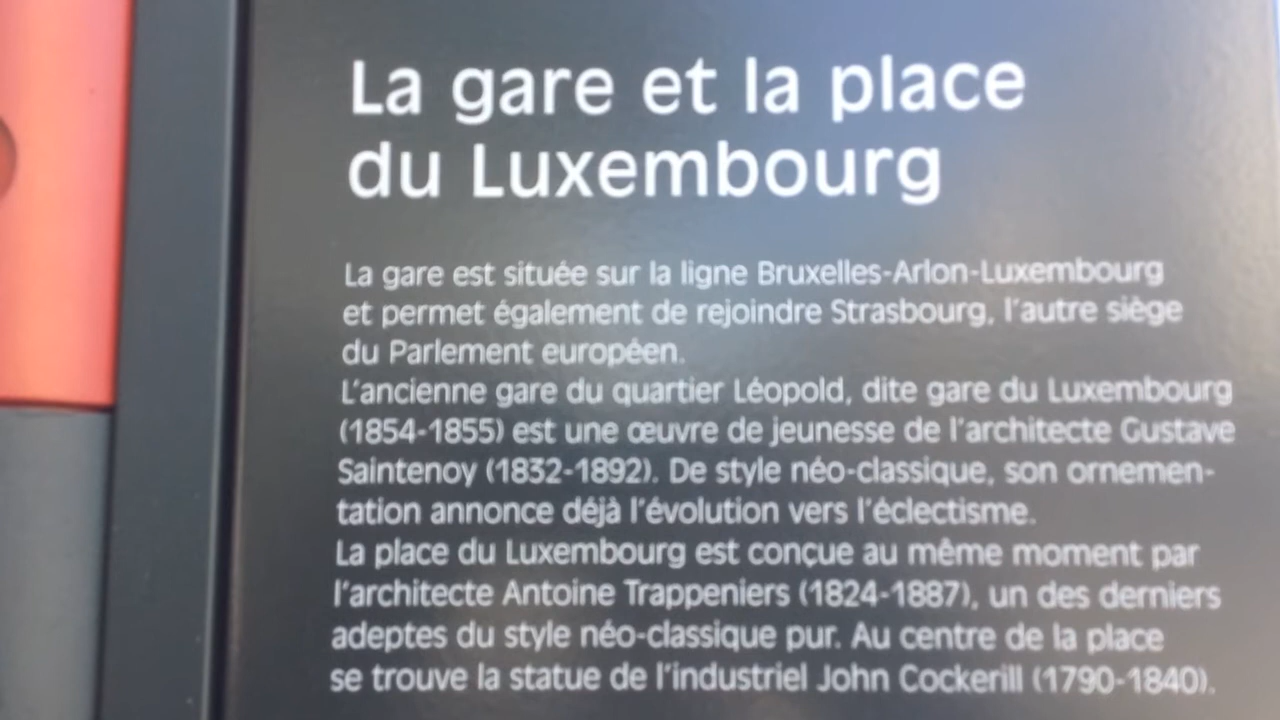 La gare et la place
du Luxembourg
La gare est située sur la ligne Bruxelles-Arlon-Luxembourg
et permet également de rejoindre Strasbourg, l'autre siège
du Parlement européen.
L'ancienne gare du quartier Léopold, dite gare du Luxembourg
(1854-1855) est une œuvre de jeunesse de l'architecte Gustave
Saintenoy (1832-1892). De style néo-classique, son ornemen-
tation annonce déjà l'évolution vers l'éclectisme.
La place du Luxembourg est conçue au même moment par
l'architecte Antoine Trappeniers (1824-1887), un des derniers
adeptes du style néo-classique pur. Au centre de la place
se trouve la statue de l'industriel John Cockerill (1790-1840).